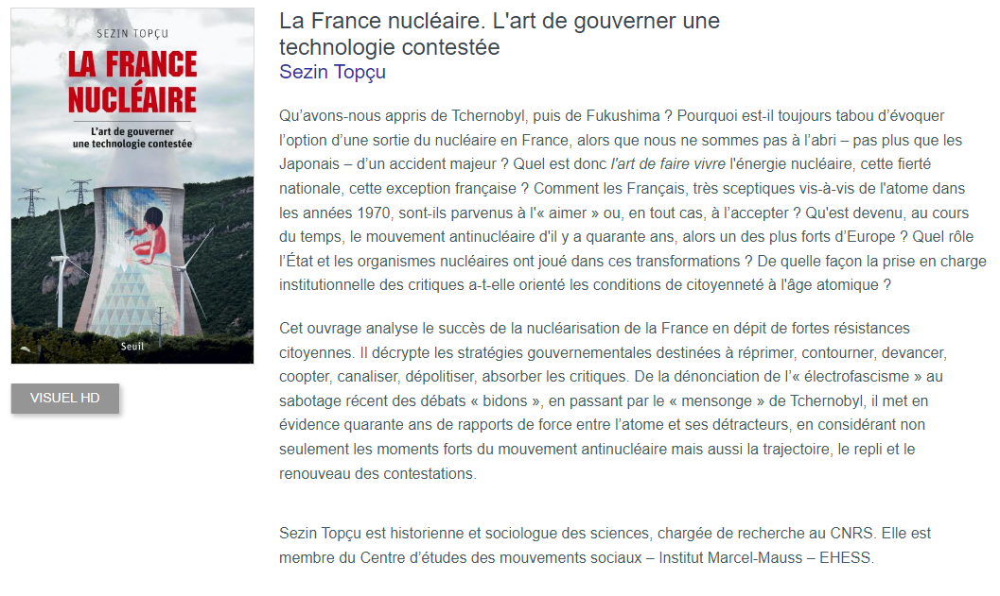 SEZIN TOPÇU
LA FRANCE
NUCLÉAIRE
L'art de gouverner
une technologie contestée
Seuil
VISUEL HD
La France nucléaire. L'art de gouverner une
technologie contestée
Sezin Topçu
Qu’avons-nous appris de Tchernobyl, puis de Fukushima ? Pourquoi est-il toujours tabou d’évoquer
l’option d’une sortie du nucléaire en France, alors que nous ne sommes pas à l’abri – pas plus que les
Japonais – d’un accident majeur ? Quel est donc l'art de faire vivre l'énergie nucléaire, cette fierté
nationale, cette exception française ? Comment les Français, très sceptiques vis-à-vis de l'atome dans
les années 1970, sont-ils parvenus à l'« aimer » ou, en tout cas, à l’accepter ? Qu'est devenu, au cours
du temps, le mouvement antinucléaire d'il y a quarante ans, alors un des plus forts d’Europe ? Quel rôle
l’État et les organismes nucléaires ont joué dans ces transformations ? De quelle façon la prise en charge
institutionnelle des critiques a-t-elle orienté les conditions de citoyenneté à l'âge atomique ?
Cet ouvrage analyse le succès de la nucléarisation de la France en dépit de fortes résistances
citoyennes. Il décrypte les stratégies gouvernementales destinées à réprimer, contourner, devancer,
coopter, canaliser, dépolitiser, absorber les critiques. De la dénonciation de l’« électrofascisme » au
sabotage récent des débats « bidons », en passant par le « mensonge » de Tchernobyl, il met en
évidence quarante ans de rapports de force entre l’atome et ses détracteurs, en considérant non
seulement les moments forts du mouvement antinucléaire mais aussi la trajectoire, le repli et le
renouveau des contestations.
Sezin Topçu est historienne et sociologue des sciences, chargée de recherche au CNRS. Elle est
membre du Centre d’études des mouvements sociaux – Institut Marcel-Mauss – EHESS.